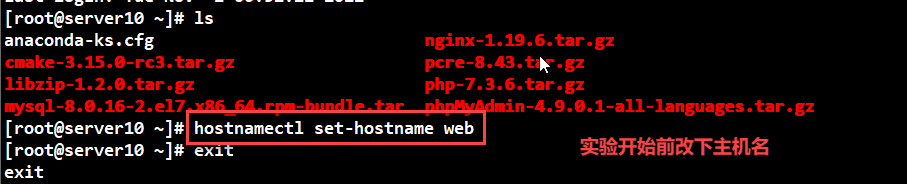 [root@server10 ~]# ls
anaconda-ks.cfg nginx-1.19.6.tar.gz
cmake-3.15.0-rc3.tar.gz pcre-8.43.tar.gz
libzip-1.2.0.tar.gz php-7.3.6.tar.gz
mysql-8.0.16-2.el7.x86_64.rpm-bundle.tar phpMyAdmin-4.9.0.1-all-languages.tar.gz
[root@server10 ~]# hostnamectl set-hostname web
[root@server10 ~]# exit
实验开始前改下主机名
exit